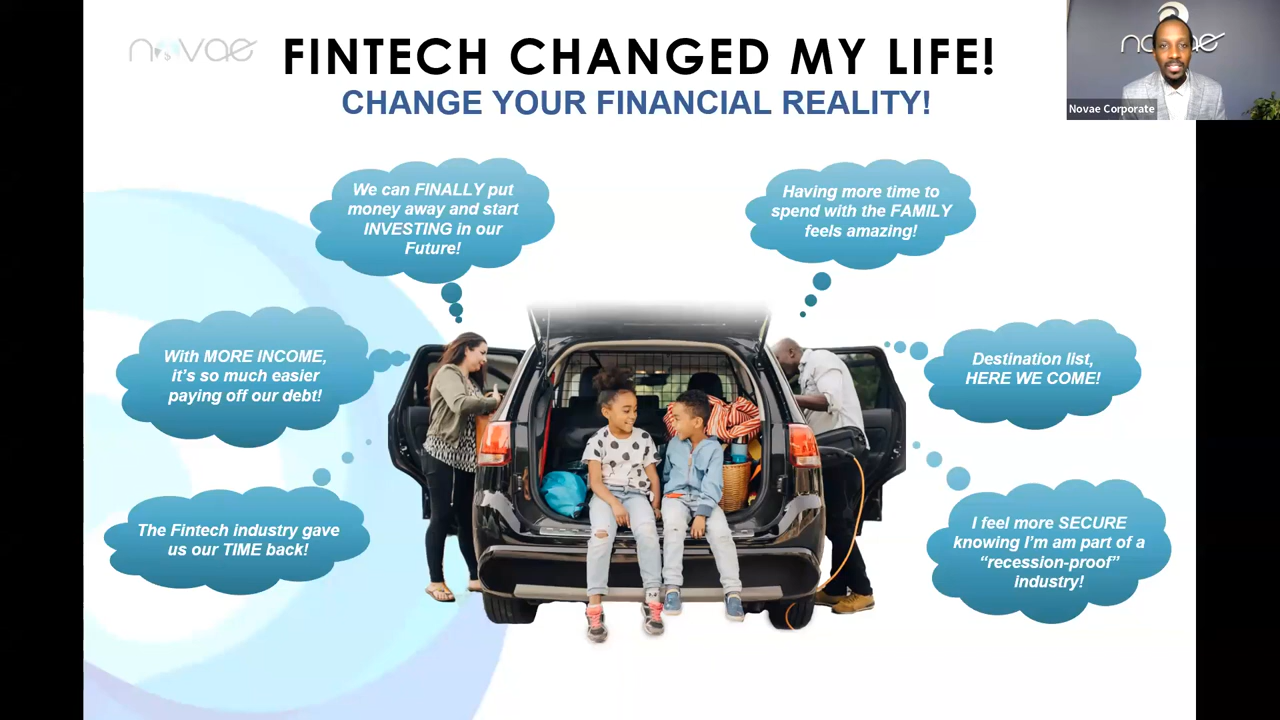 novae
FINTECH CHANGED MY LIFE!
CHANGE YOUR FINANCIAL REALITY!
novae
Novae Corporate
We can FINALLY put
money away and start
INVESTING in our
Future!
Having more time to
spend with the FAMILY
feels amazing!
With MORE INCOME,
it's so much easier
paying off our debt!
Destination list,
HERE WE COME!
The Fintech industry gave
us our TIME back!
I feel more SECURE
knowing I'm am part of a
“recession-proof”
industry!